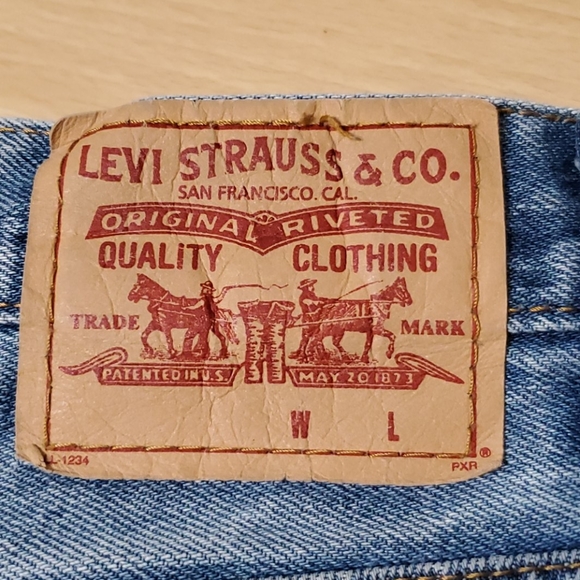 LEVI STRAUSS & CO.
SAN FRANCISCO. CAL.
ORIGINAL RIVETED
QUALITY CLOTHING
TRADE MARK
PATENTED IN U.S. MAY 20 1873
W L
L-1234 PXR ®